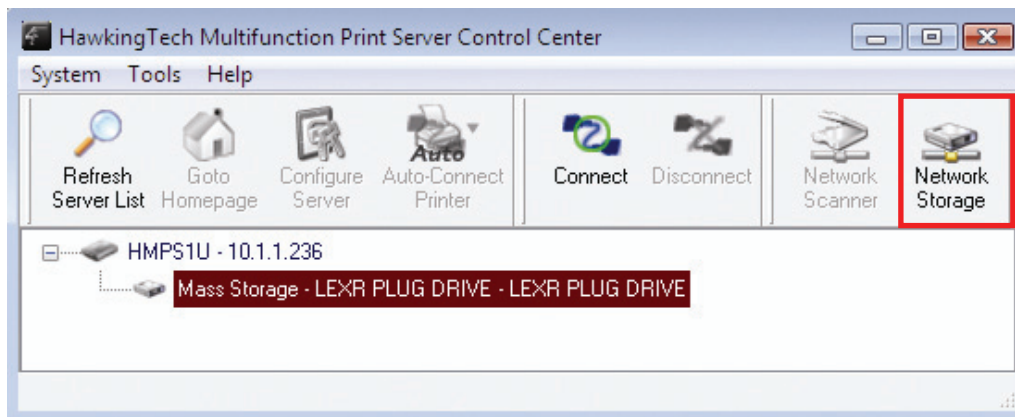 HawkingTech Multifunction Print Server Control Center
System Tools Help
Refresh Server List
Goto Homepage
Configure Server
Auto
Auto-Connect Printer
Connect
Disconnect
Network Scanner
Network Storage
HMPS1U - 10.1.1.236
Mass Storage - LEXR PLUG DRIVE - LEXR PLUG DRIVE